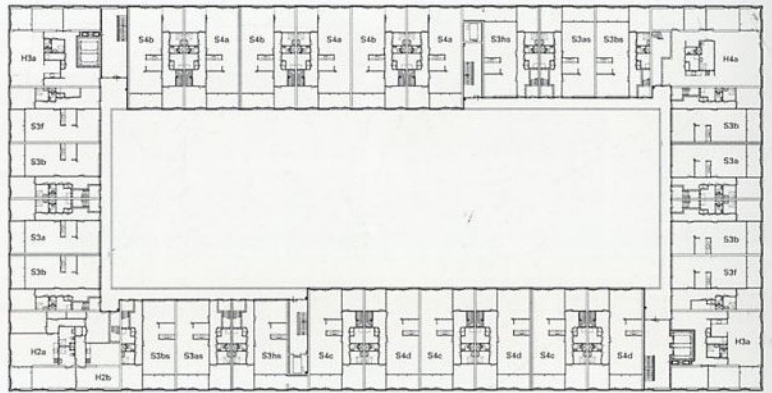 S4b S4a S4b S4a S4b S4a S3hs S3as S3bs
H3a H4a
S3f S3b
S3b S3a
S3a S3b
S3b S3f
H2a S3bs S3as S3hs S4c S4d S4c S4d S4c S4d H3a
H2b